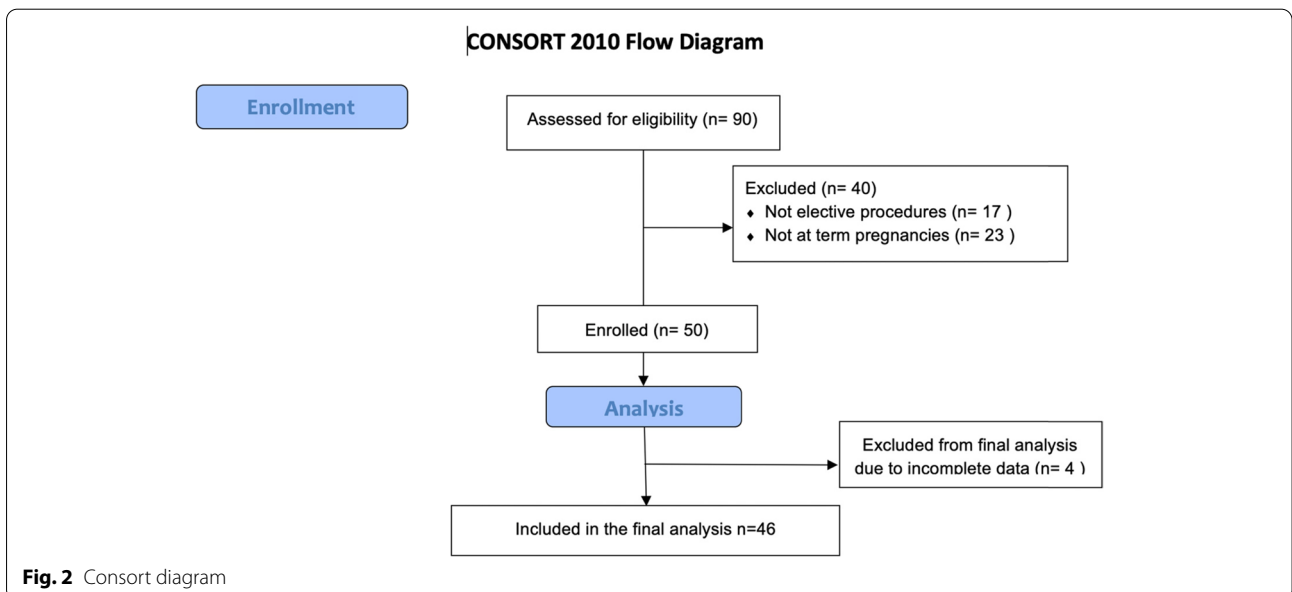 CONSORT 2010 Flow Diagram
Enrollment
Assessed for eligibility (n= 90)
Excluded (n= 40)
♦ Not elective procedures (n= 17 )
♦ Not at term pregnancies (n= 23 )
Enrolled (n= 50)
Analysis
Excluded from final analysis
due to incomplete data (n= 4 )
Included in the final analysis n=46
Fig. 2 Consort diagram